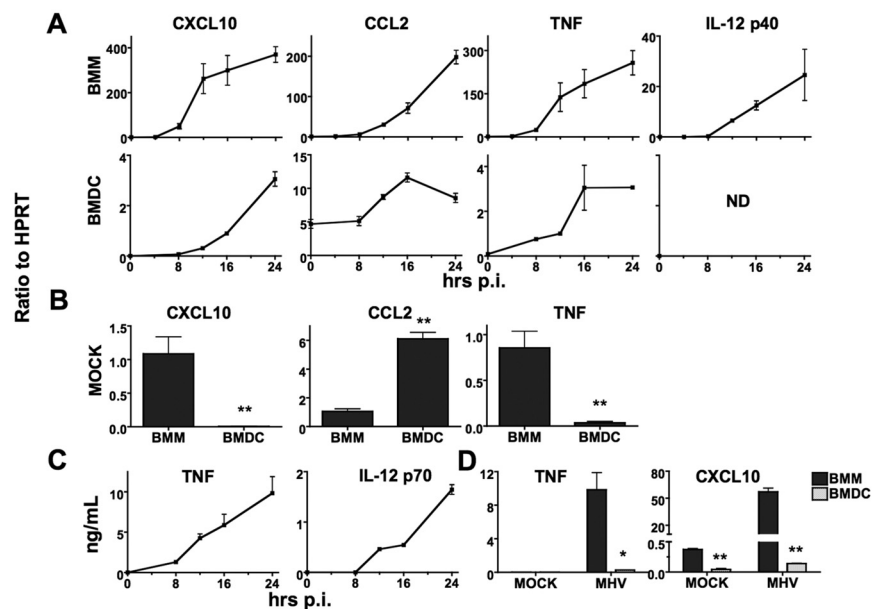 A
CXCL10 CCL2 TNF IL-12 p40
BMM
400
200
0
200
100
0
300
150
0
40
20
0
BMDC
4
2
0
15
10
5
0
4
2
0
4
2
0
ND
0 8 16 24 0 8 16 24 0 8 16 24 0 8 16 24
hrs p.i.
Ratio to HPRT
B
CXCL10 CCL2 TNF
MOCK
1.5
1.0
0.5
0.0
**
BMM BMDC
6
4
2
0
**
BMM BMDC
1.0
0.5
0.0
**
BMM BMDC
C
TNF IL-12 p70
ng/mL
10
5
0
2
1
0
0 8 16 24 0 8 16 24
hrs p.i.
D
TNF CXCL10
BMM
BMDC
12
8
4
0
*
MOCK MHV
80
50
20
0.5
0.0
** **
MOCK MHV